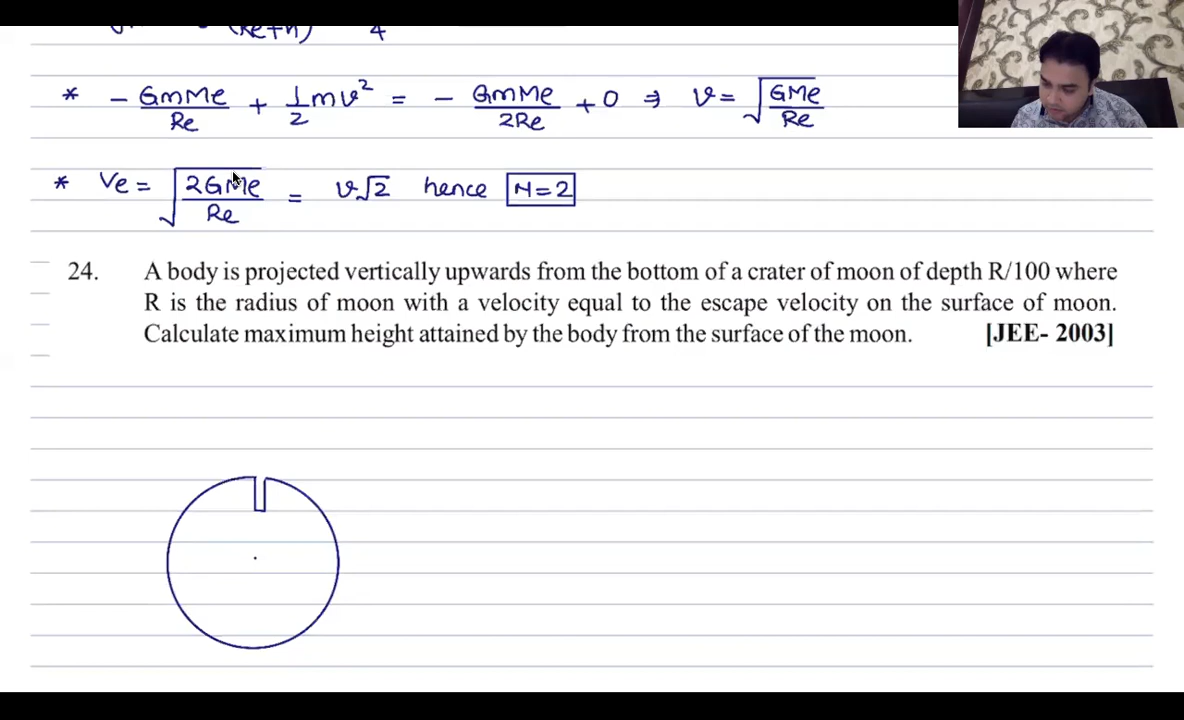 (Re+h) 4
* - GmMe/Re + 1/2 mv² = - GmMe/2Re + 0 ⇒ v = √(GMe/Re)
* Ve = √(2GMe/Re) = v√2 hence N=2
24. A body is projected vertically upwards from the bottom of a crater of moon of depth R/100 where
R is the radius of moon with a velocity equal to the escape velocity on the surface of moon.
Calculate maximum height attained by the body from the surface of the moon. [JEE- 2003]